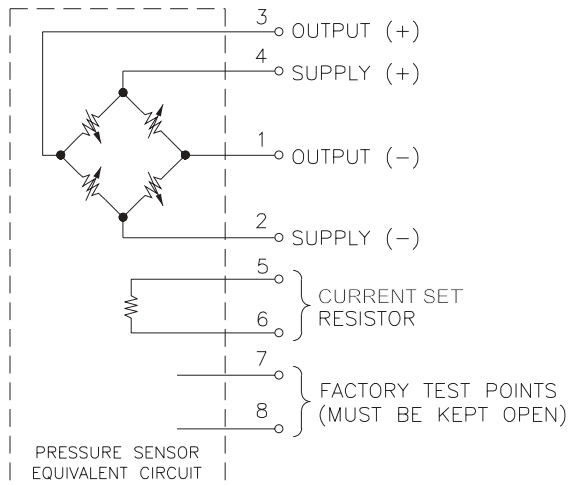 3
OUTPUT (+)
4
SUPPLY (+)
1
OUTPUT (-)
2
SUPPLY (-)
5
CURRENT SET
RESISTOR
6
7
FACTORY TEST POINTS
(MUST BE KEPT OPEN)
8
PRESSURE SENSOR
EQUIVALENT CIRCUIT